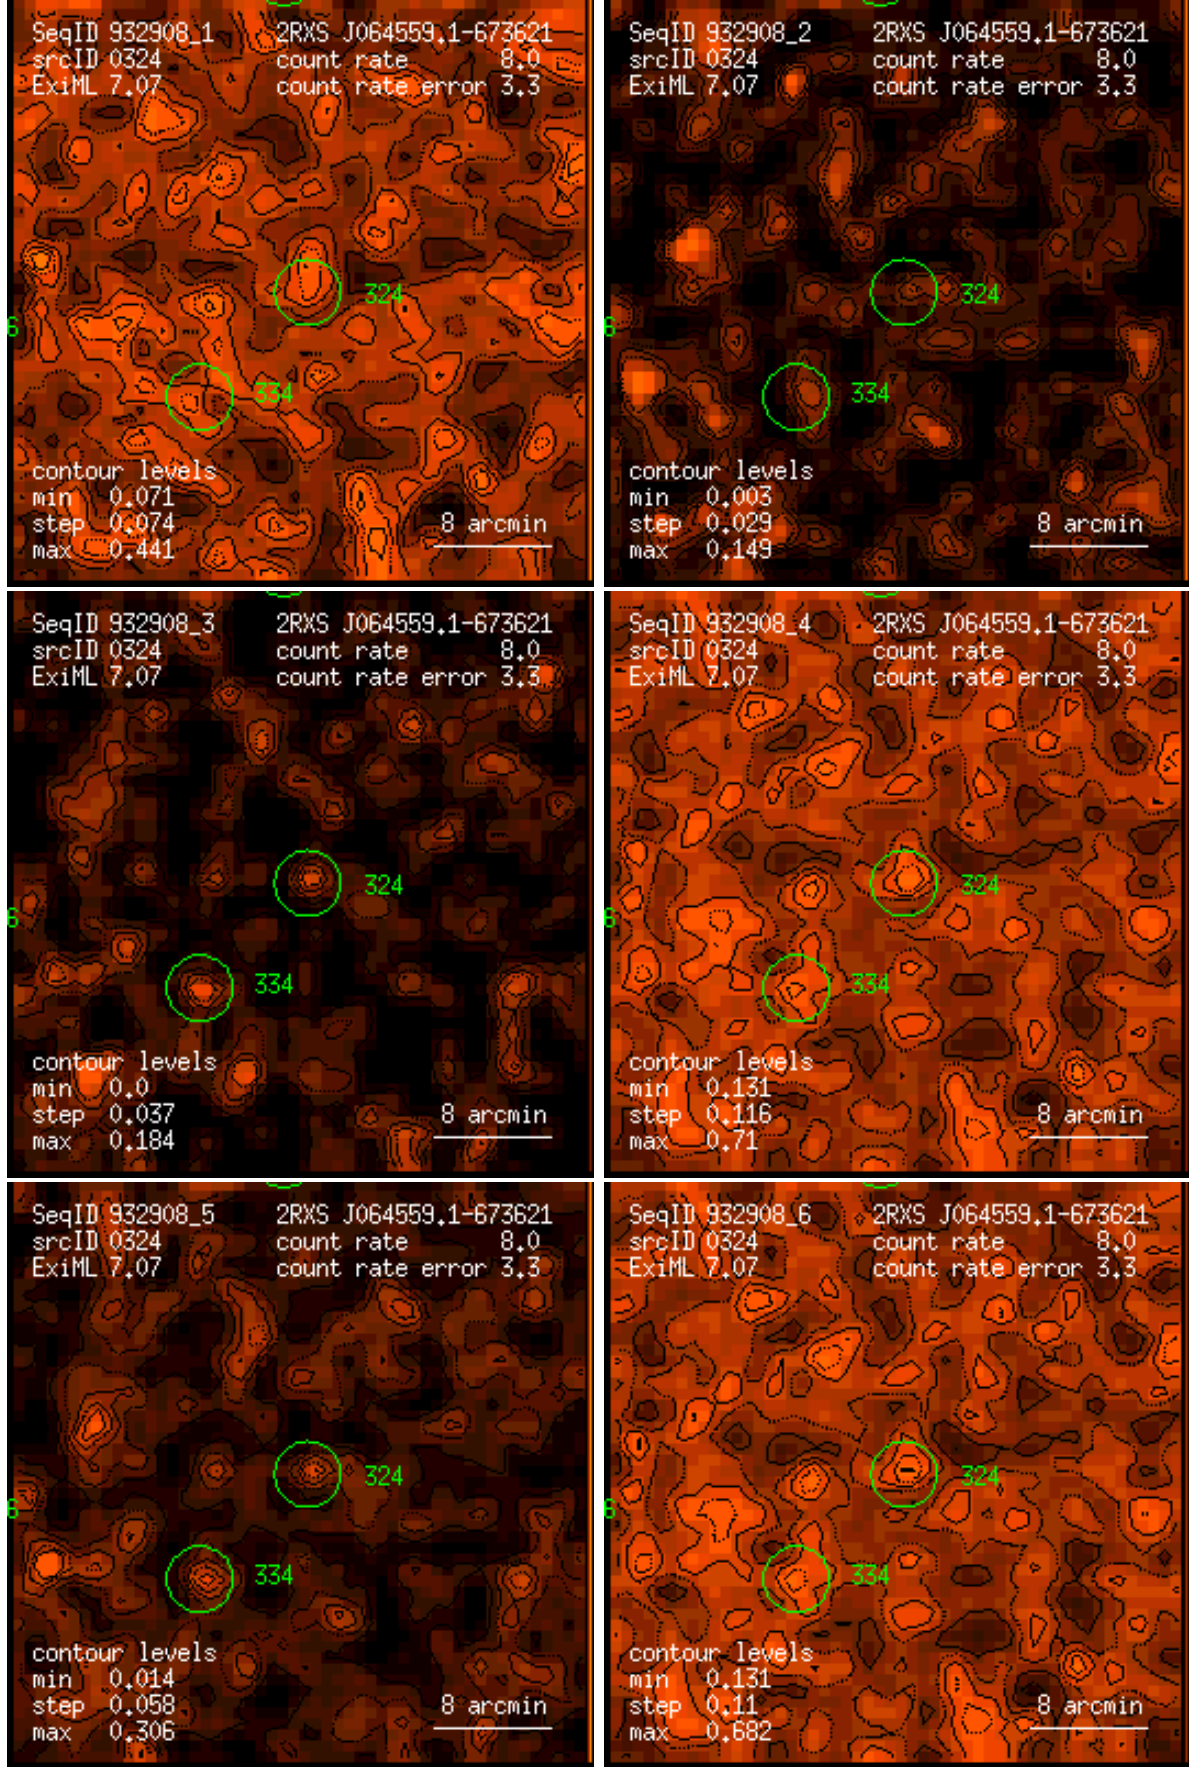 SeqID 932908_1 2RXS J064559.1-673621
srcID 0324 count rate 8.0
ExiML 7.07 count rate error 3.3
324
6
334
contour levels
min 0.071
step 0.074 8 arcmin
max 0.441
SeqID 932908_2 2RXS J064559.1-673621
srcID 0324 count rate 8.0
ExiML 7.07 count rate error 3.3
324
6
334
contour levels
min 0.003
step 0.029 8 arcmin
max 0.149
SeqID 932908_3 2RXS J064559.1-673621
srcID 0324 count rate 8.0
ExiML 7.07 count rate error 3.3
324
6
334
contour levels
min 0.0
step 0.037 8 arcmin
max 0.184
SeqID 932908_4 2RXS J064559.1-673621
srcID 0324 count rate 8.0
ExiML 7.07 count rate error 3.3
324
6
334
contour levels
min 0.131
step 0.116 8 arcmin
max 0.71
SeqID 932908_5 2RXS J064559.1-673621
srcID 0324 count rate 8.0
ExiML 7.07 count rate error 3.3
324
6
334
contour levels
min 0.014
step 0.058 8 arcmin
max 0.306
SeqID 932908_6 2RXS J064559.1-673621
srcID 0324 count rate 8.0
ExiML 7.07 count rate error 3.3
324
6
334
contour levels
min 0.131
step 0.11 8 arcmin
max 0.682